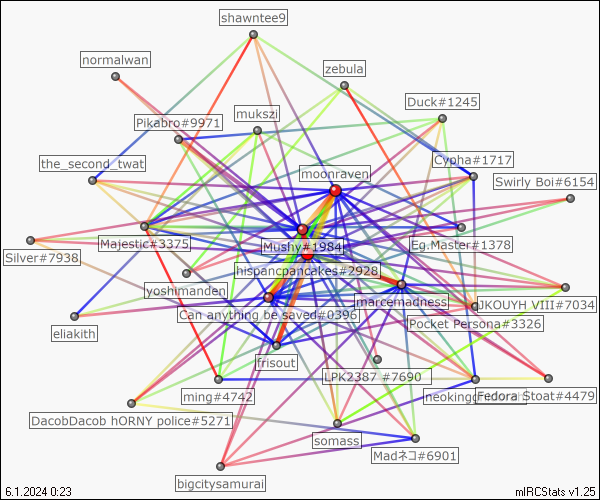 shawntee9
normalwan
zebula
Duck#1245
mukszi
Pikabro#9971
Cypha#1717
the_second_twat
moonraven
Swirly Boi#6154
Majestic#3375
Mushy#1984
Eg.Master#1378
Silver#7938
hispancpancakes#2928
yoshimanden
marcemadness
JKOUYH VIII#7034
Can anything be saved#0396
Pocket Persona#3326
eliakith
frisout
LPK2387 #7690
ming#4742
Fedora Stoat#4479
DacobDacob hORNY police#5271
somass
Madネコ#6901
bigcitysamurai
6.1.2024 0:23
mIRCStats v1.25